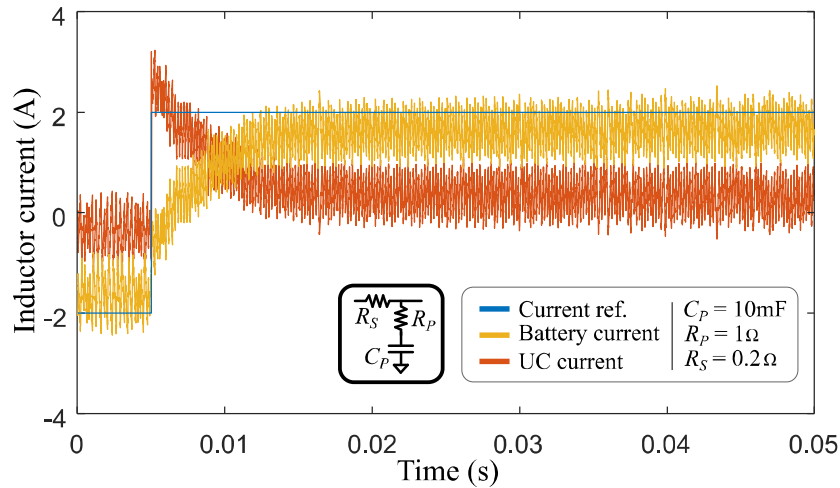 4
2
0
-2
-4
Inductor current (A)
R_S
R_P
C_P
Current ref.
Battery current
UC current
C_P = 10mF
R_P = 1Ω
R_S = 0.2Ω
0 0.01 0.02 0.03 0.04 0.05
Time (s)